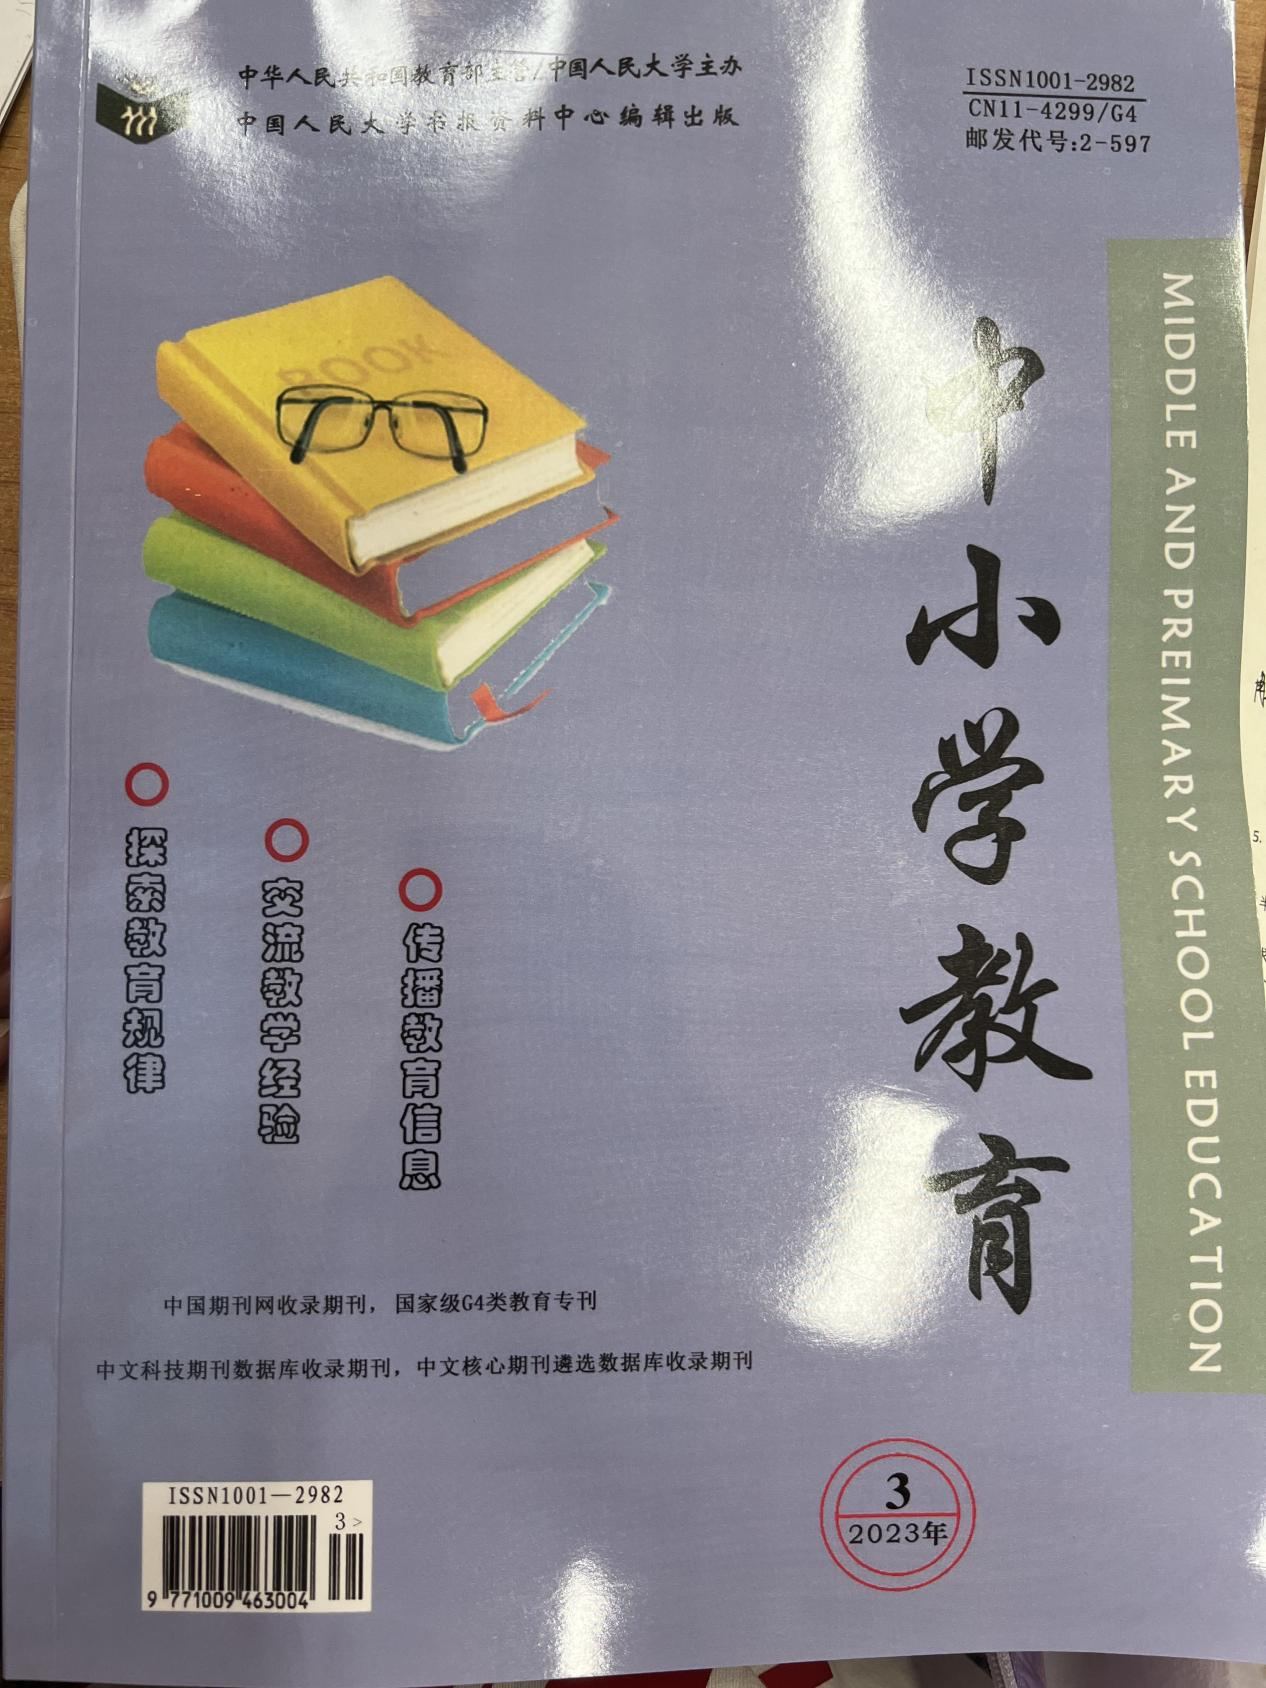 中华人民共和国教育部主管/中国人民大学主办
中国人民大学书报资料中心编辑出版
ISSN1001-2982
CN11-4299/G4
邮发代号:2-597
BOOK
中小学教育
MIDDLE AND PREIMARY SCHOOL EDUCATION
探索教育规律
交流教学经验
传播教育信息
中国期刊网收录期刊，国家级G4类教育专刊
中文科技期刊数据库收录期刊，中文核心期刊遴选数据库收录期刊
3
2023年
ISSN1001—2982
3>
9 771009 463004